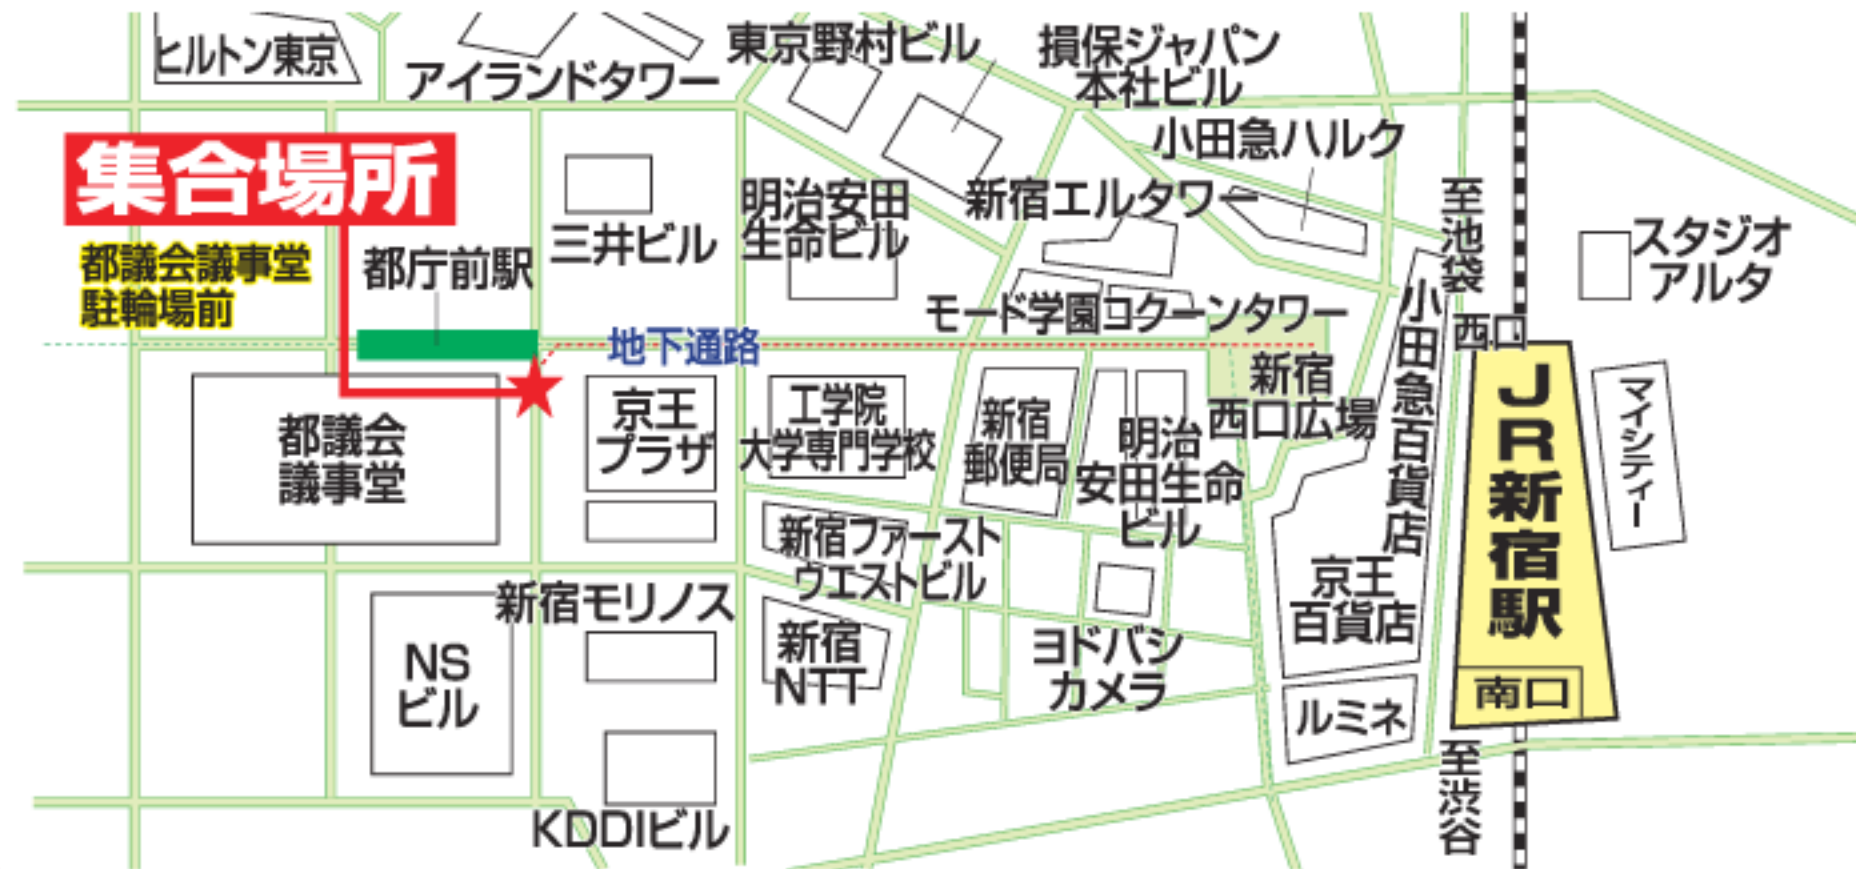 ヒルトン東京
アイランドタワー
東京野村ビル
損保ジャパン
本社ビル
小田急ハルク
集合場所
都議会議事堂
駐輪場前
都庁前駅
三井ビル
明治安田
生命ビル
新宿エルタワー
至池袋
スタジオ
アルタ
モード学園コクーンタワー
地下通路
西口
小田急百貨店
新宿
西口広場
JR新宿駅
マイシティー
都議会
議事堂
京王
プラザ
工学院
大学専門学校
新宿
郵便局
明治
安田生命
ビル
新宿ファースト
ウエストビル
新宿モリノス
京王
百貨店
NS
ビル
新宿
NTT
ヨドバシ
カメラ
ルミネ
南口
至渋谷
KDDIビル